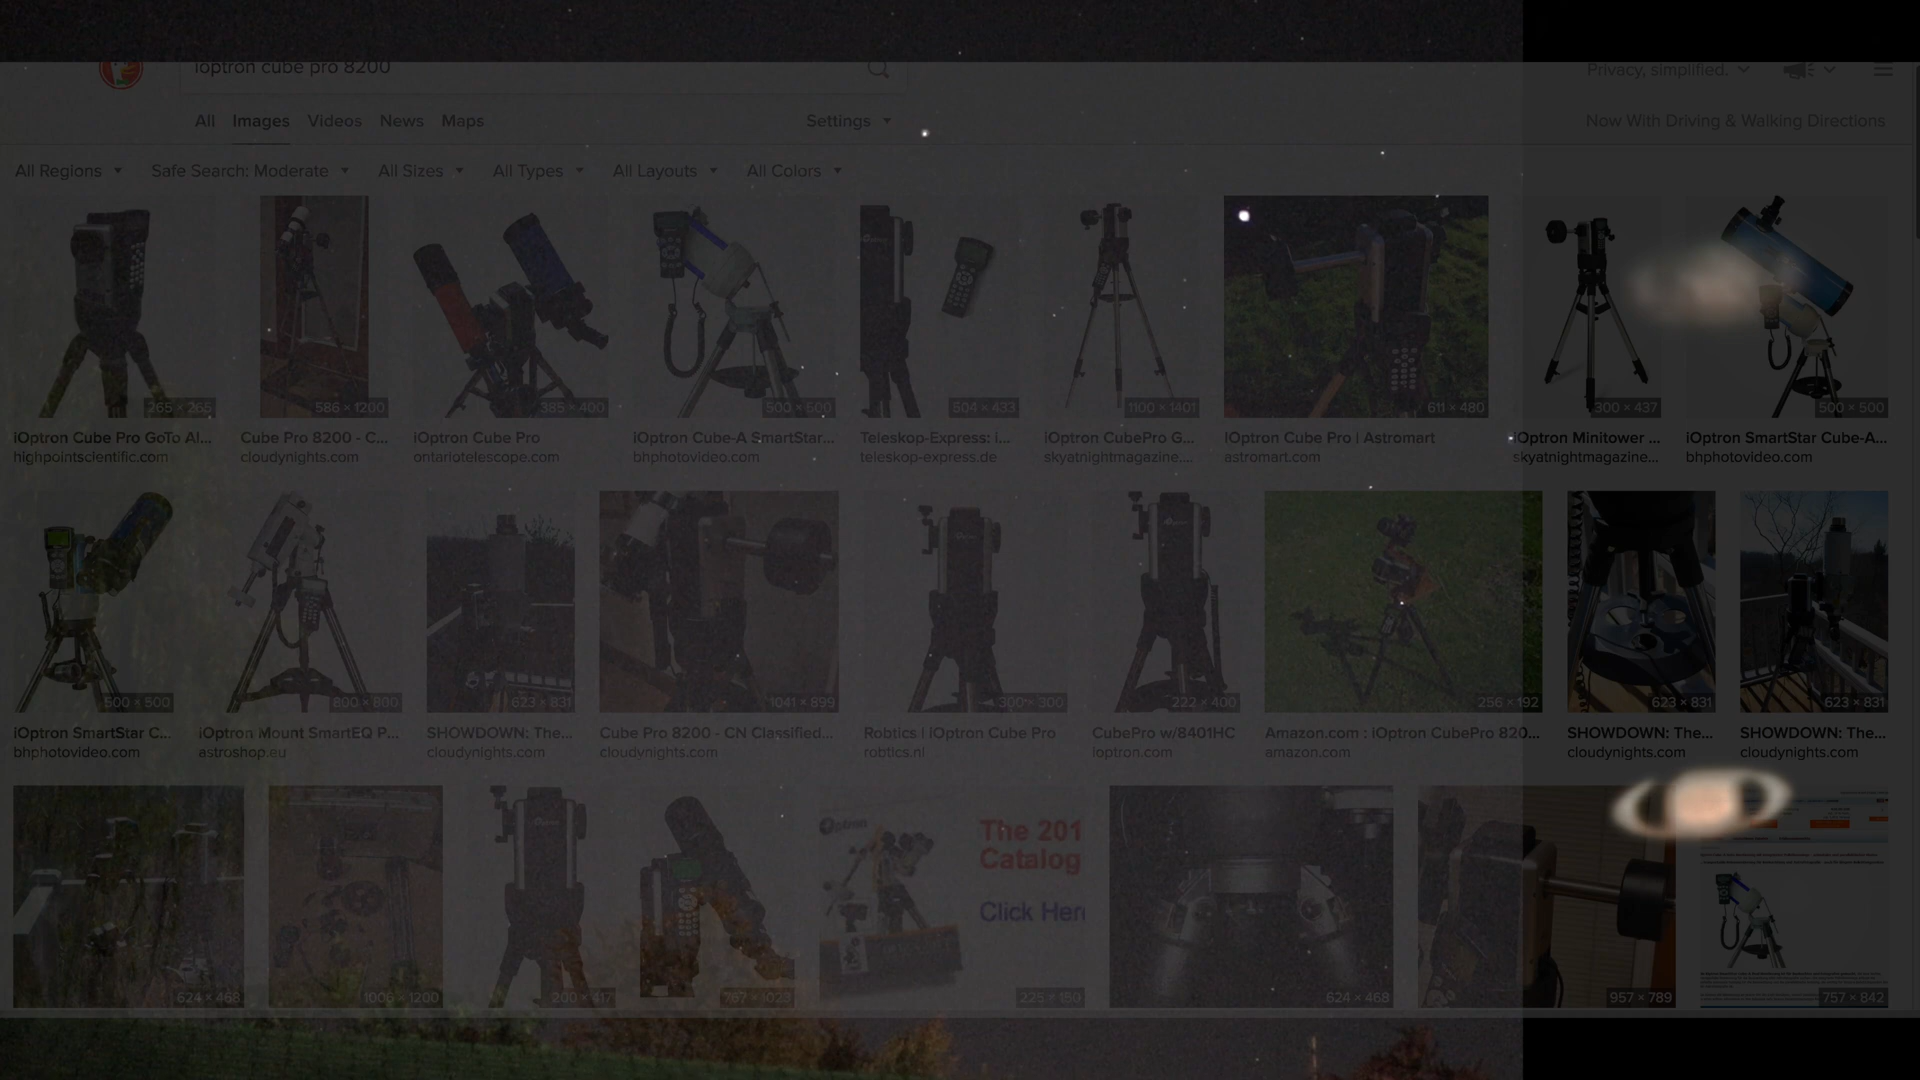 ioptron cube pro 8200
Privacy, simplified.
All Images Videos News Maps Settings
Now With Driving & Walking Directions
All Regions Safe Search: Moderate All Sizes All Types All Layouts All Colors
265 × 265
586 × 1200
385 × 400
500 × 500
504 × 433
1100 × 1401
611 × 480
300 × 437
500 × 500
iOptron Cube Pro GoTo Al...
highpointscientific.com
Cube Pro 8200 - C...
cloudynights.com
iOptron Cube Pro
ontariotelescope.com
iOptron Cube-A SmartStar...
bhphotovideo.com
Teleskop-Express: i...
teleskop-express.de
iOptron CubePro G...
skyatnightmagazine....
iOptron Cube Pro | Astromart
astromart.com
iOptron Minitower ...
skyatnightmagazine...
iOptron SmartStar Cube-A...
bhphotovideo.com
500 × 500
800 × 800
623 × 831
1041 × 899
300 × 300
222 × 400
256 × 192
623 × 831
623 × 831
iOptron SmartStar C...
bhphotovideo.com
iOptron Mount SmartEQ P...
astroshop.eu
SHOWDOWN: The...
cloudynights.com
Cube Pro 8200 - CN Classified...
cloudynights.com
Robtics | iOptron Cube Pro
robtics.nl
CubePro w/8401HC
ioptron.com
Amazon.com : iOptron CubePro 820...
amazon.com
SHOWDOWN: The...
cloudynights.com
SHOWDOWN: The...
cloudynights.com
The 201
Catalog
Click Her
624 × 468
1006 × 1200
200 × 417
767 × 1023
225 × 150
624 × 468
957 × 789
757 × 842